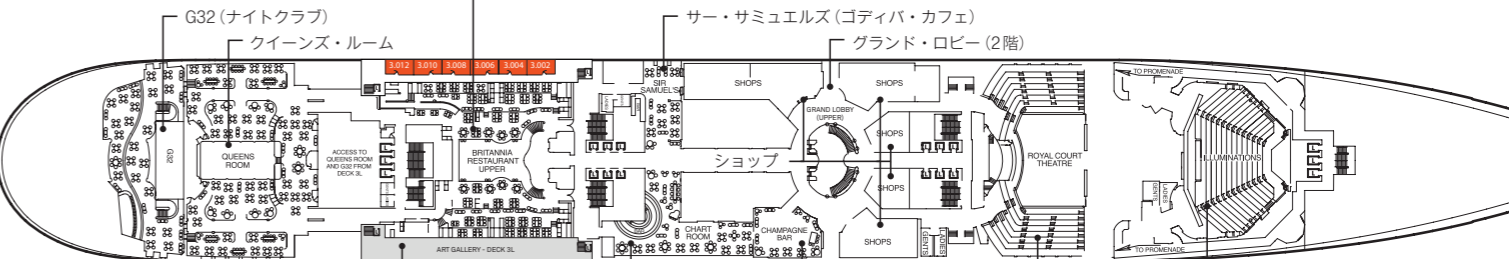 G32（ナイトクラブ）
クイーンズ・ルーム
サー・サミュエルズ（ゴディバ・カフェ）
グランド・ロビー（2階）
3.012 3.010 3.008 3.006 3.004 3.002
TO PROMENADE
SIR
SAMUEL'S
SHOPS
SHOPS
GRAND LOBBY
(UPPER)
G32
QUEENS
ROOM
ACCESS TO
QUEENS ROOM
AND G32 FROM
DECK 3L
BRITANNIA
RESTAURANT
UPPER
ショップ
SHOPS
SHOPS
ROYAL COURT
THEATRE
ILLUMINATIONS
LADIES
GENTS
CHART
ROOM
CHAMPAGNE
BAR
SHOPS
GENTS
LADIES
ART GALLERY - DECK 3L
TO PROMENADE